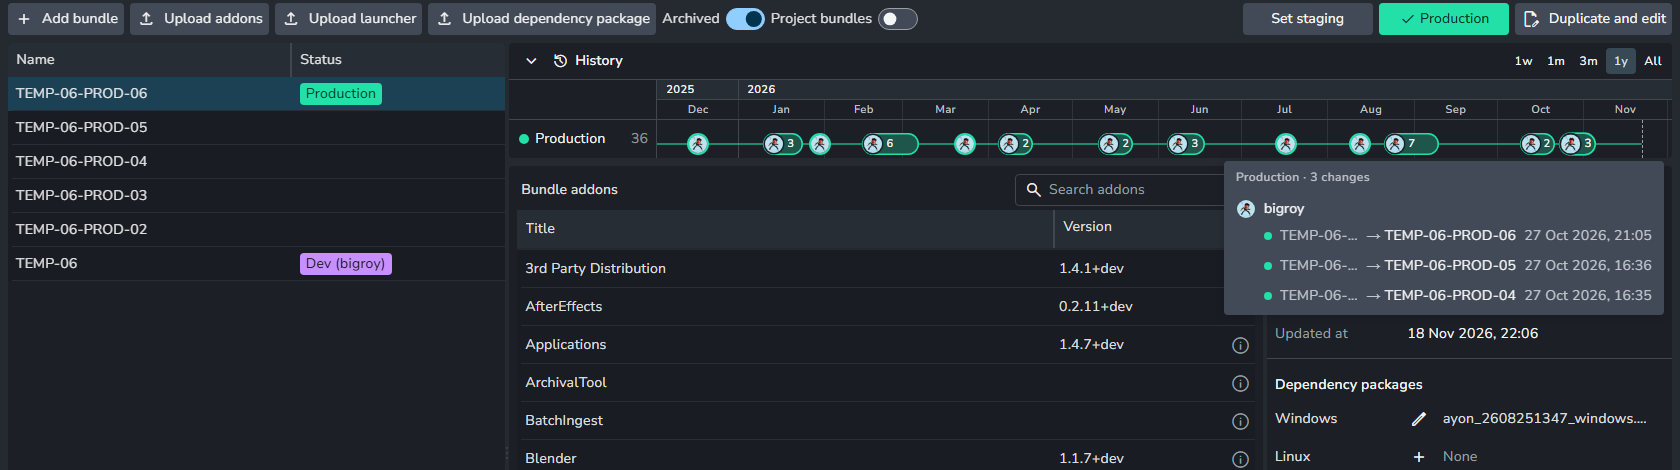 Add bundle Upload addons Upload launcher Upload dependency package Archived Project bundles Set staging Production Duplicate and edit
Name Status
TEMP-06-PROD-06 Production
TEMP-06-PROD-05
TEMP-06-PROD-04
TEMP-06-PROD-03
TEMP-06-PROD-02
TEMP-06 Dev (bigroy)
History 1w 1m 3m 1y All
2025 2026
Dec Jan Feb Mar Apr May Jun Jul Aug Sep Oct Nov
Production 36 3 6 2 2 3 7 2 3
Bundle addons Search addons
Title Version
3rd Party Distribution 1.4.1+dev
AfterEffects 0.2.11+dev
Applications 1.4.7+dev
ArchivalTool
BatchIngest
Blender 1.1.7+dev
Production · 3 changes
bigroy
TEMP-06-... → TEMP-06-PROD-06 27 Oct 2026, 21:05
TEMP-06-... → TEMP-06-PROD-05 27 Oct 2026, 16:36
TEMP-06-... → TEMP-06-PROD-04 27 Oct 2026, 16:35
Updated at 18 Nov 2026, 22:06
Dependency packages
Windows ayon_2608251347_windows....
Linux + None